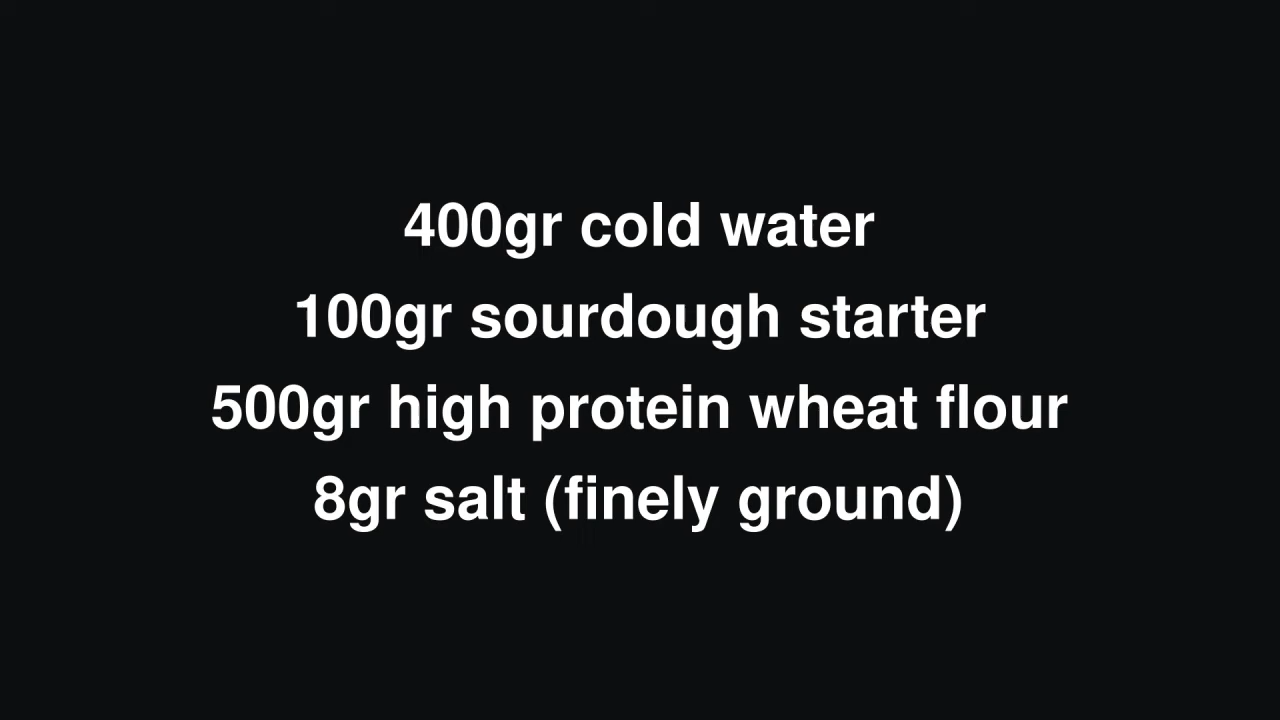 400gr cold water
100gr sourdough starter
500gr high protein wheat flour
8gr salt (finely ground)